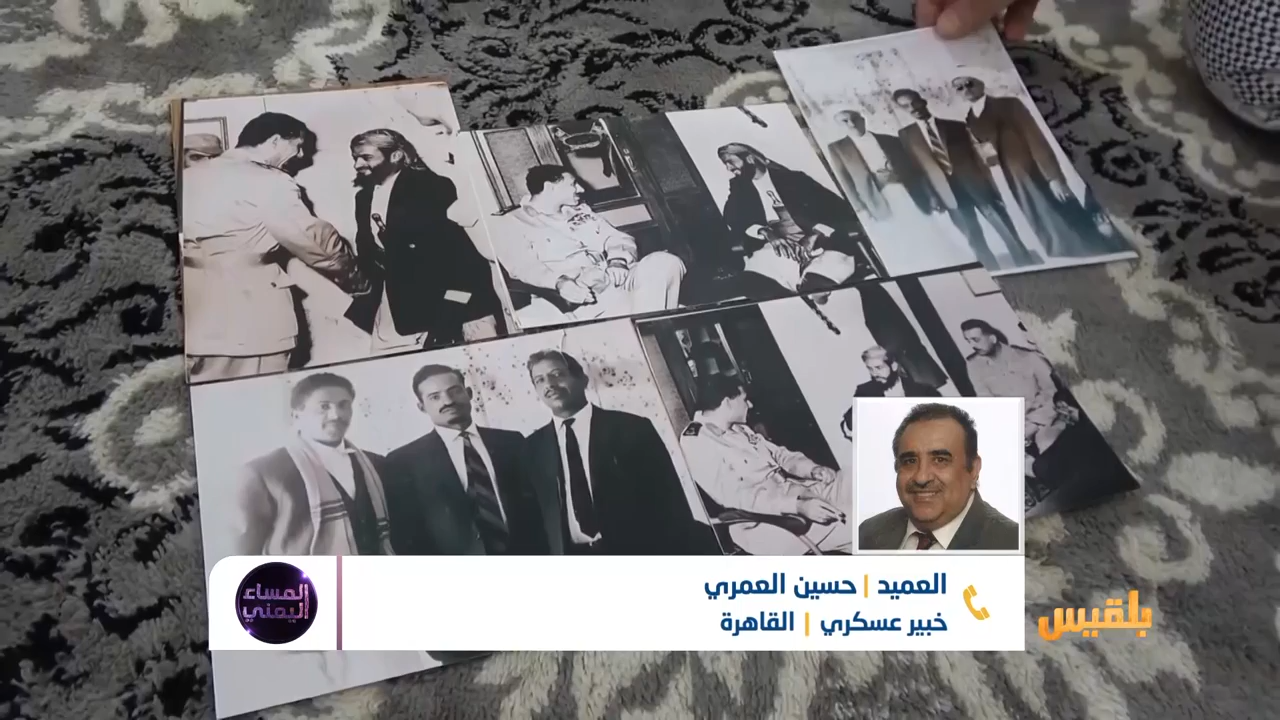 العميد | حسين العمري
خبير عسكري | القاهرة
المساء
اليمني
بلقيس